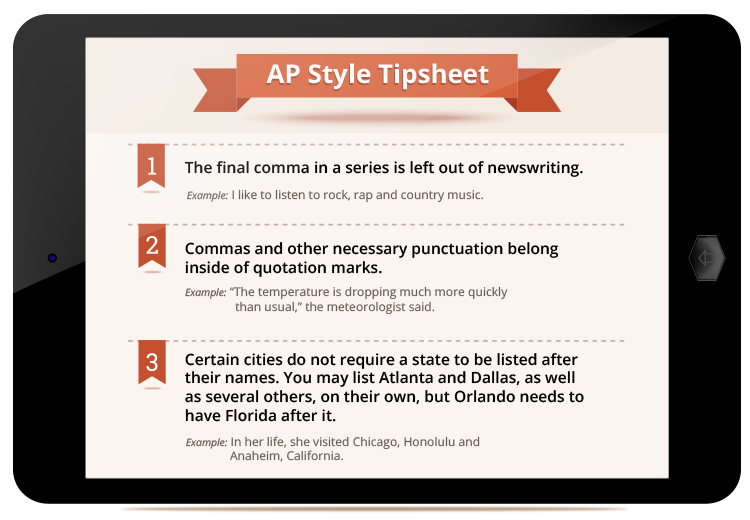 AP Style Tipsheet
1
The final comma in a series is left out of newswriting.
Example: I like to listen to rock, rap and country music.
2
Commas and other necessary punctuation belong
inside of quotation marks.
Example: “The temperature is dropping much more quickly
than usual,” the meteorologist said.
3
Certain cities do not require a state to be listed after
their names. You may list Atlanta and Dallas, as well
as several others, on their own, but Orlando needs to
have Florida after it.
Example: In her life, she visited Chicago, Honolulu and
Anaheim, California.